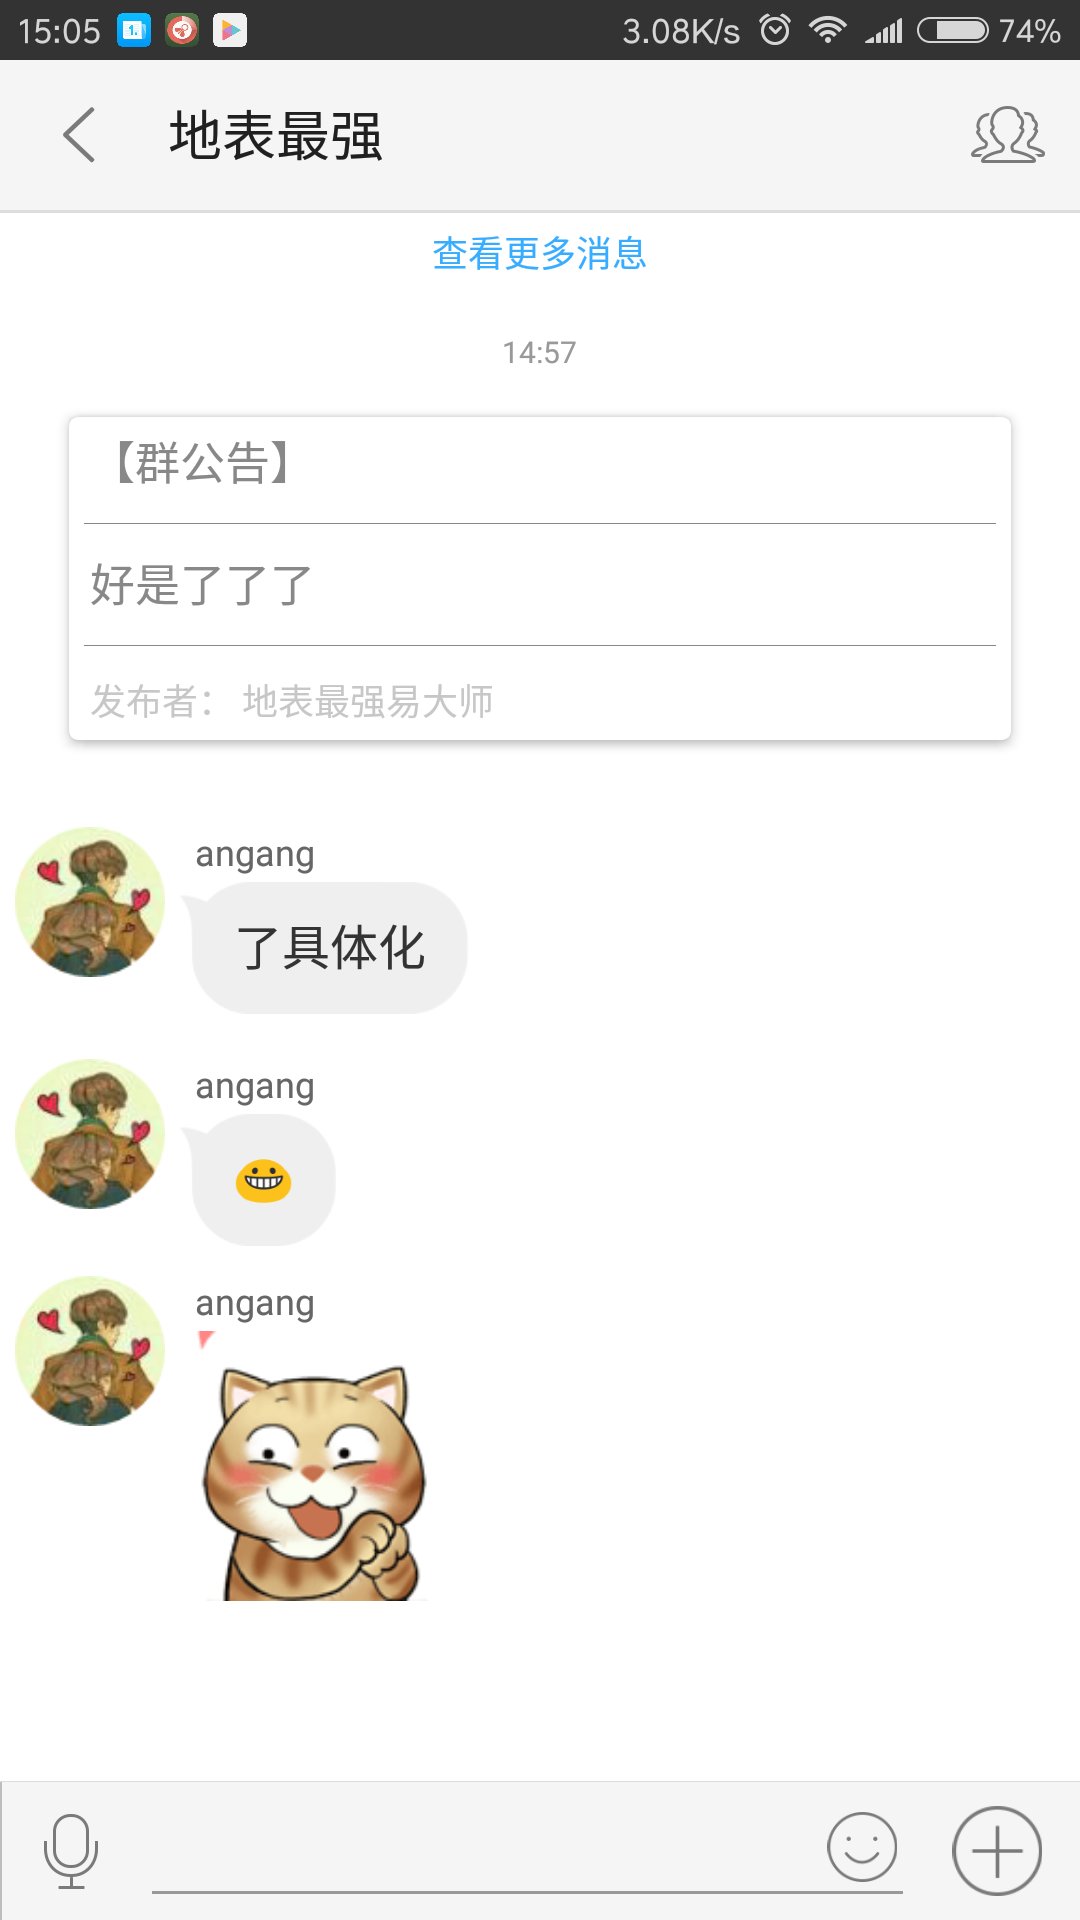 15:05
3.08K/s
74%
地表最强
查看更多消息
14:57
【群公告】
好是了了了
发布者： 地表最强易大师
angang
了具体化
angang
angang